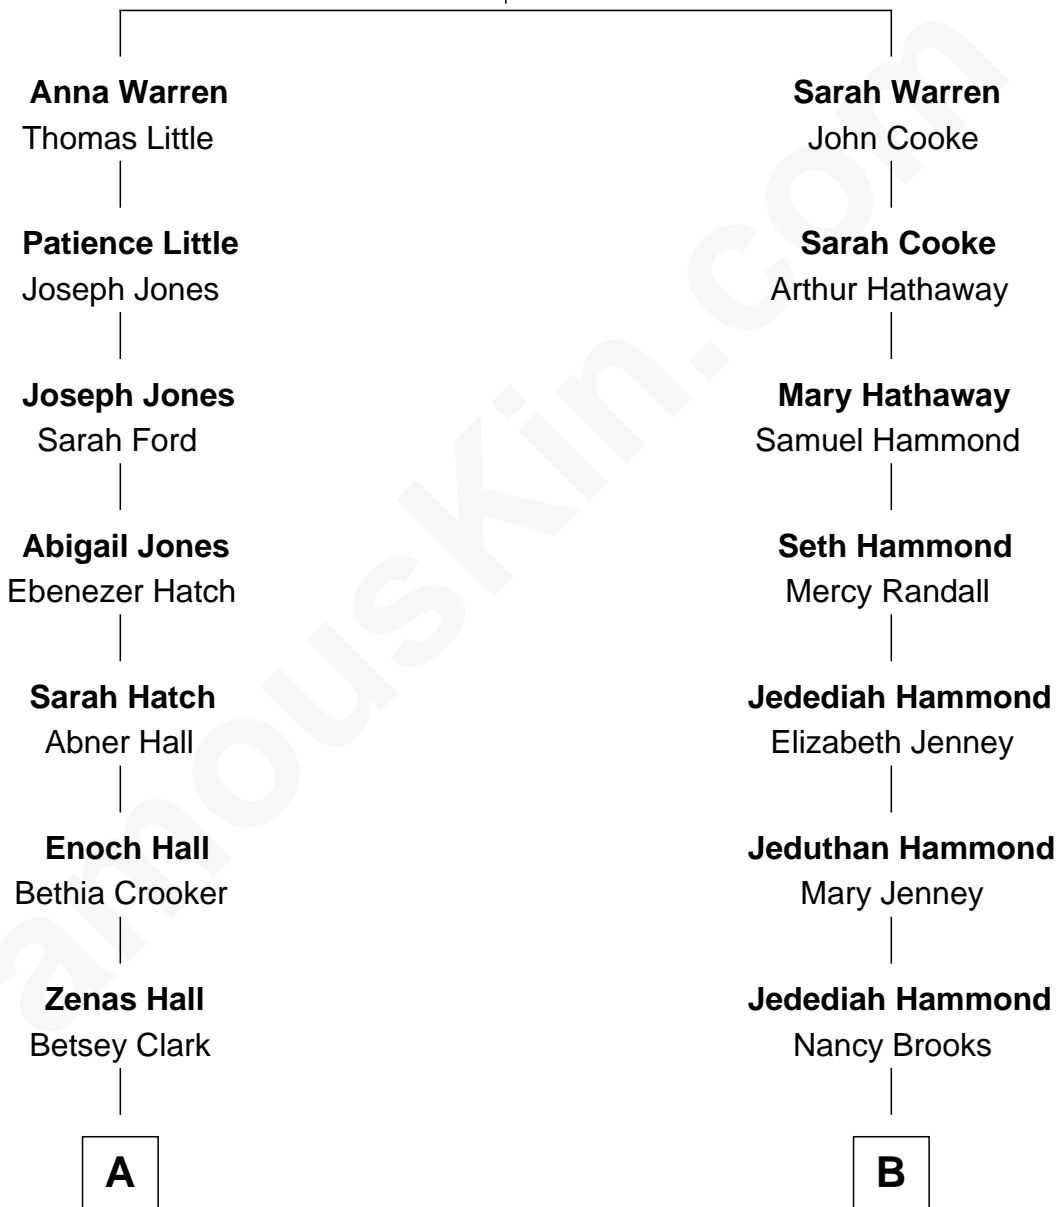 Anna Warren
Thomas Little
Patience Little
Joseph Jones
Joseph Jones
Sarah Ford
Abigail Jones
Ebenezer Hatch
Sarah Hatch
Abner Hall
Enoch Hall
Bethia Crooker
Zenas Hall
Betsey Clark
A
Sarah Warren
John Cooke
Sarah Cooke
Arthur Hathaway
Mary Hathaway
Samuel Hammond
Seth Hammond
Mercy Randall
Jedediah Hammond
Elizabeth Jenney
Jeduthan Hammond
Mary Jenney
Jedediah Hammond
Nancy Brooks
B
amouskin.com